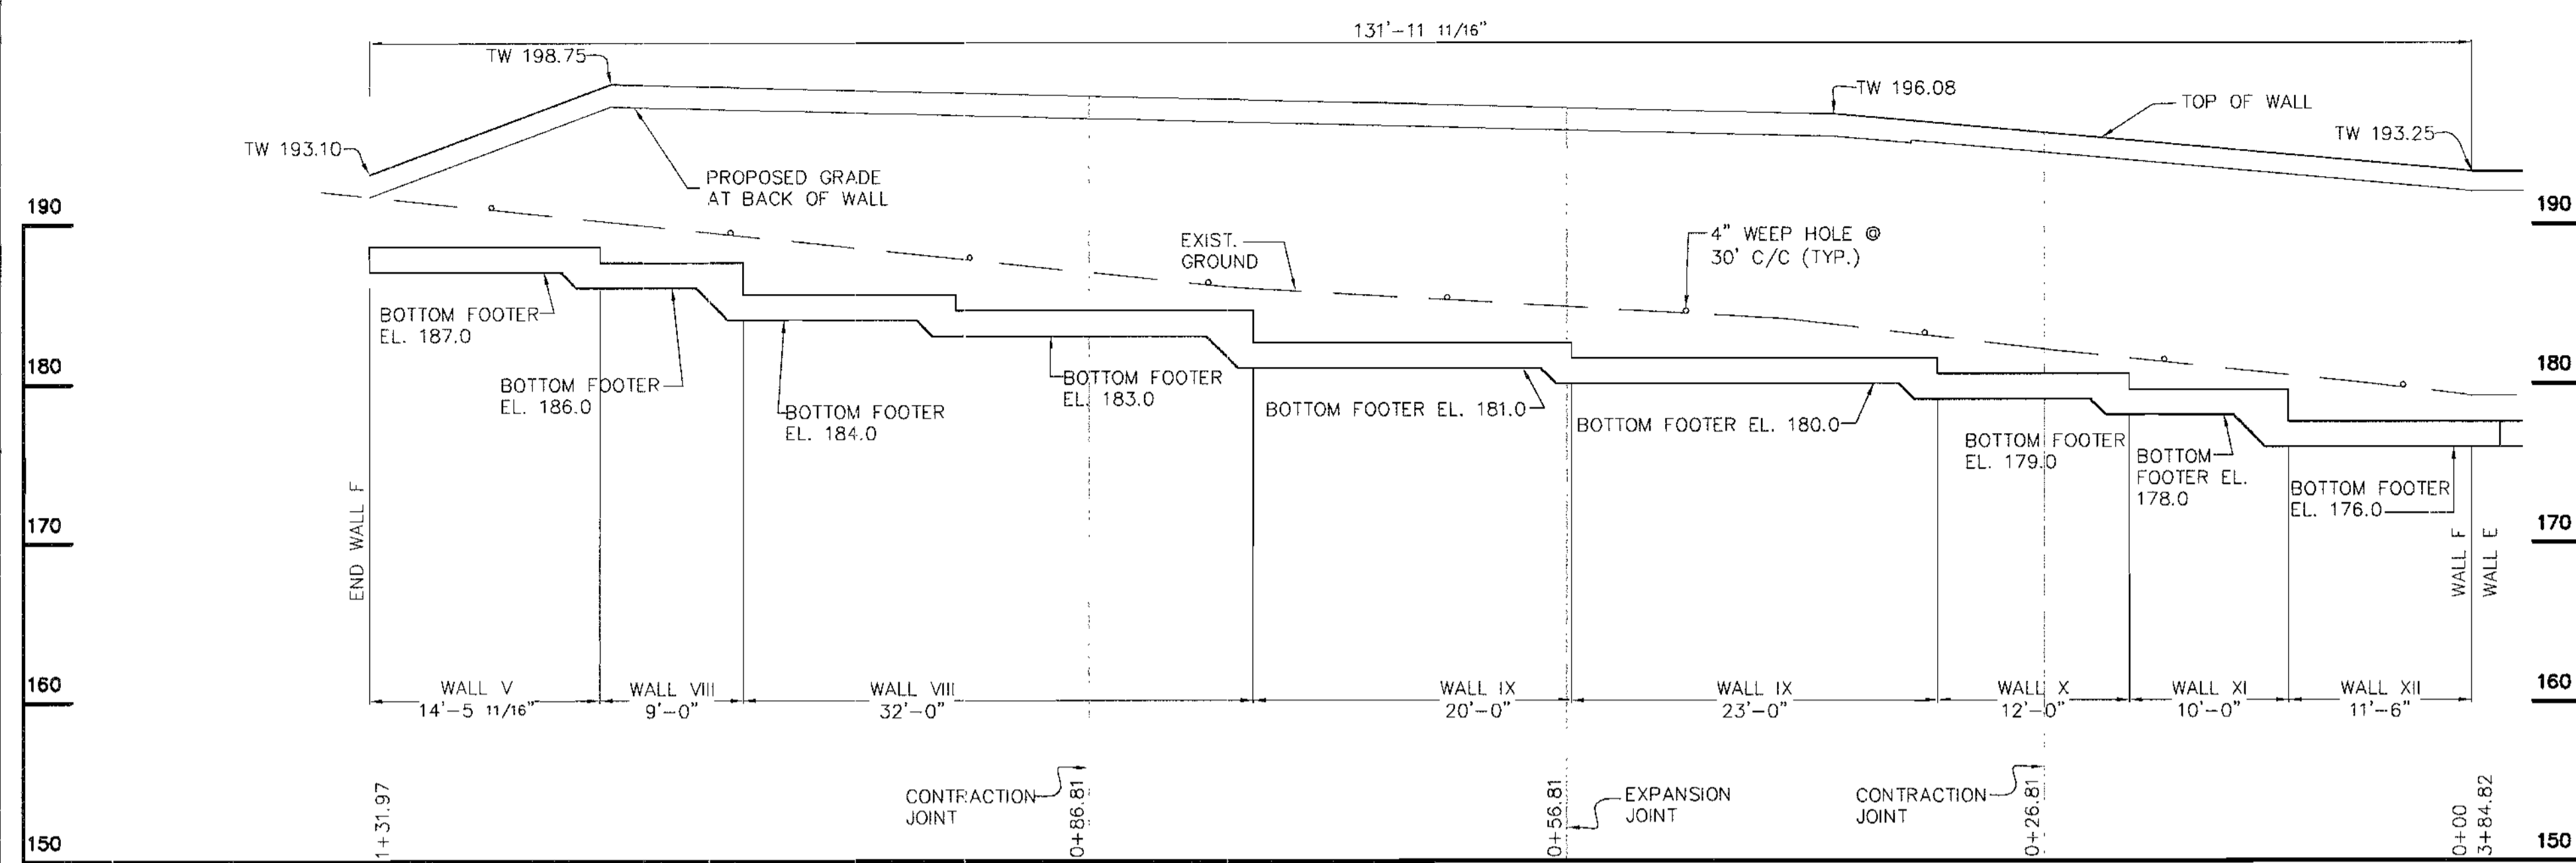 131'-11 11/16"
TW 198.75
TW 196.08
TOP OF WALL
TW 193.25
TW 193.10
PROPOSED GRADE
AT BACK OF WALL
190
190
EXIST.
GROUND
4" WEEP HOLE @
30' C/C (TYP.)
BOTTOM FOOTER
EL. 187.0
180
180
BOTTOM FOOTER
EL. 186.0
BOTTOM FOOTER
EL. 184.0
BOTTOM FOOTER
EL. 183.0
BOTTOM FOOTER EL. 181.0
BOTTOM FOOTER EL. 180.0
BOTTOM FOOTER
EL. 179.0
BOTTOM
FOOTER EL.
178.0
BOTTOM FOOTER
EL. 176.0
170
170
END WALL F
WALL F
WALL E
160
160
WALL V
14'-5 11/16"
WALL VIII
9'-0"
WALL VIII
32'-0"
WALL IX
20'-0"
WALL IX
23'-0"
WALL X
12'-0"
WALL XI
10'-0"
WALL XII
11'-6"
1+31.97
CONTRACTION
JOINT
0+86.81
0+56.81
EXPANSION
JOINT
CONTRACTION
JOINT
0+26.81
0+00
3+84.82
150
150